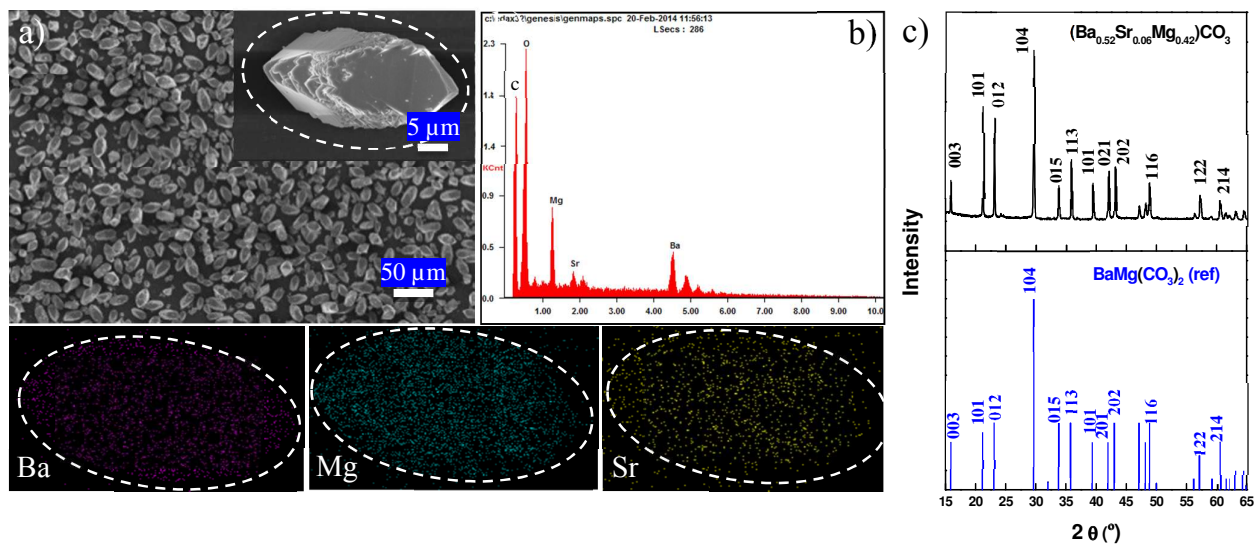 a)
5 µm
50 µm
c:\edax32\genesis\genmaps.spc 20-Feb-2014 11:56:13
LSecs : 286
b)
2.3
1.8
1.4
0.9
0.5
0.0
KCnt
C
O
Mg
Sr
Ba
1.00 2.00 3.00 4.00 5.00 6.00 7.00 8.00 9.00 10.0
Ba
Mg
Sr
c)
(Ba0.52Sr0.06Mg0.42)CO3
003
101
012
104
015
113
101
021
202
116
122
214
BaMg(CO3)2 (ref)
003
101
012
104
015
113
101
201
202
116
122
214
Intensity
15 20 25 30 35 40 45 50 55 60 65
2 θ (º)